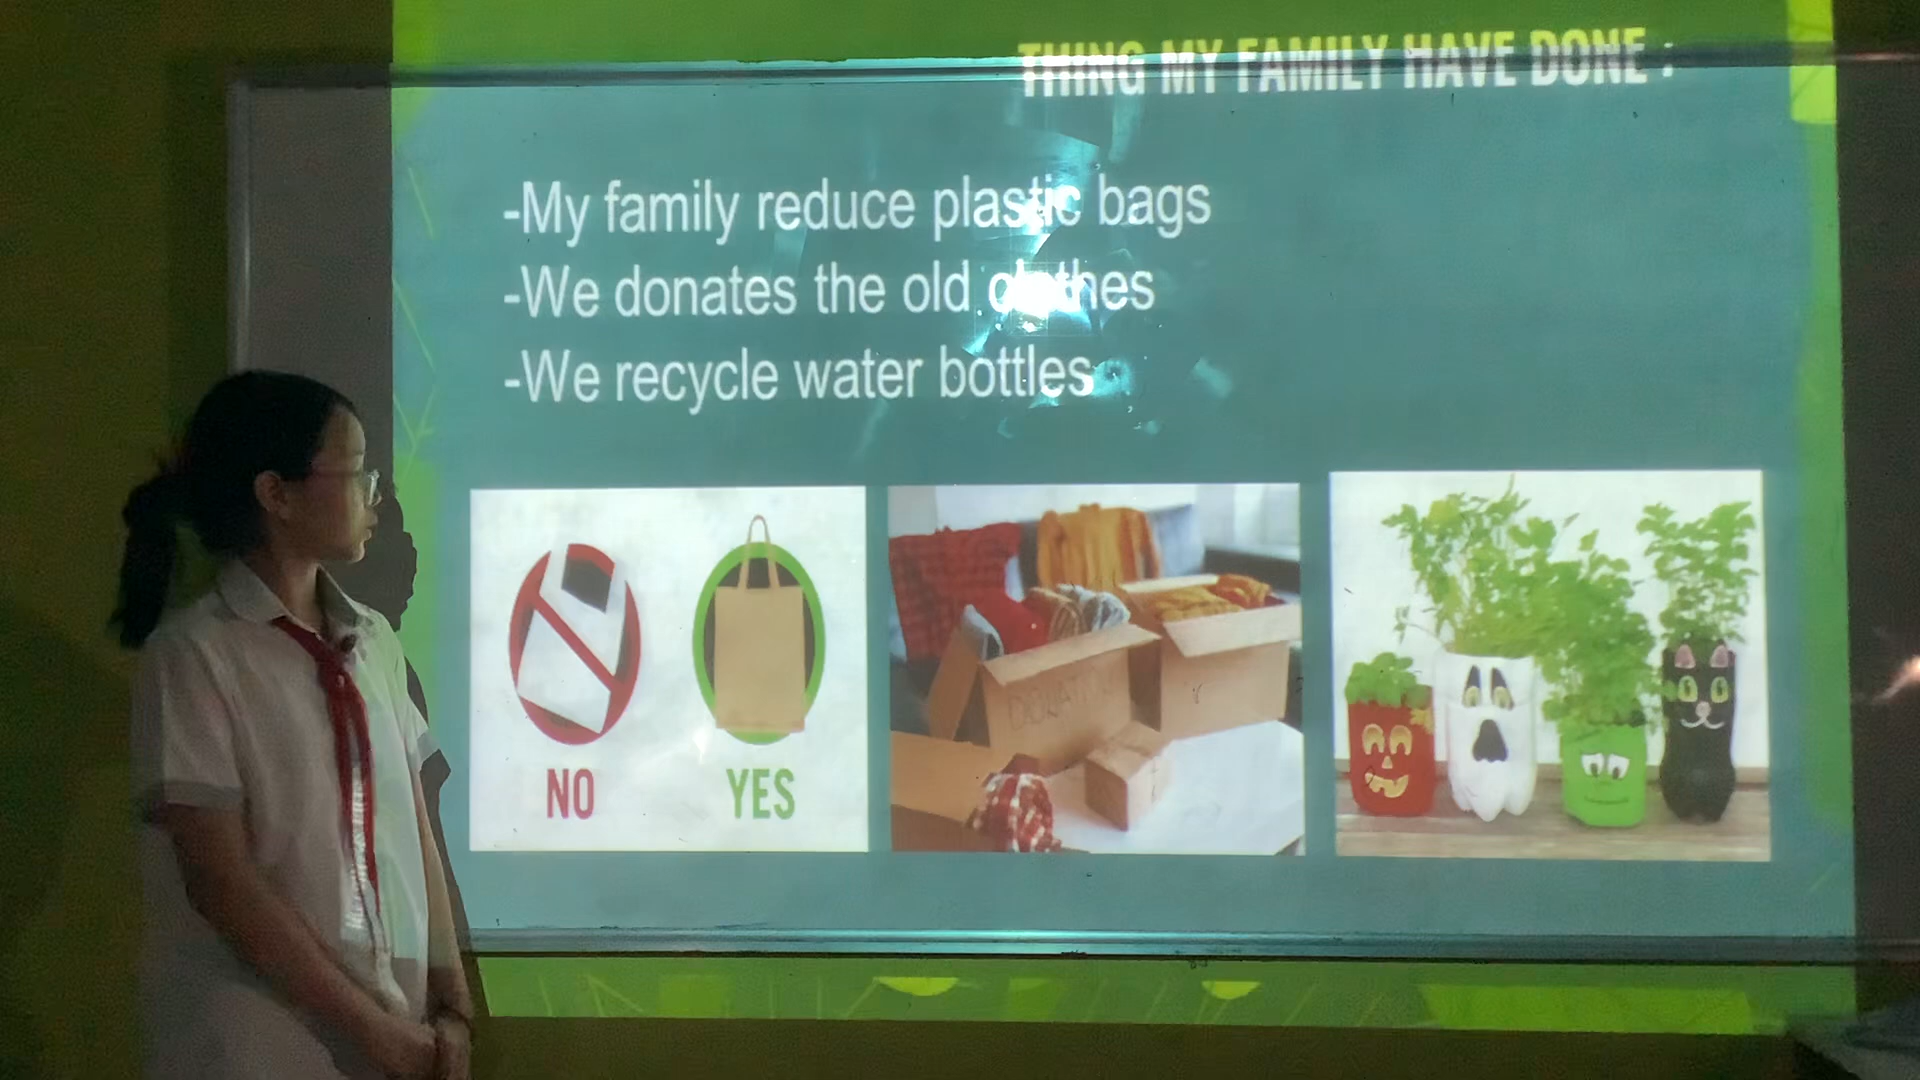 THING MY FAMILY HAVE DONE :
-My family reduce plastic bags
-We donates the old clothes
-We recycle water bottles
NO
YES